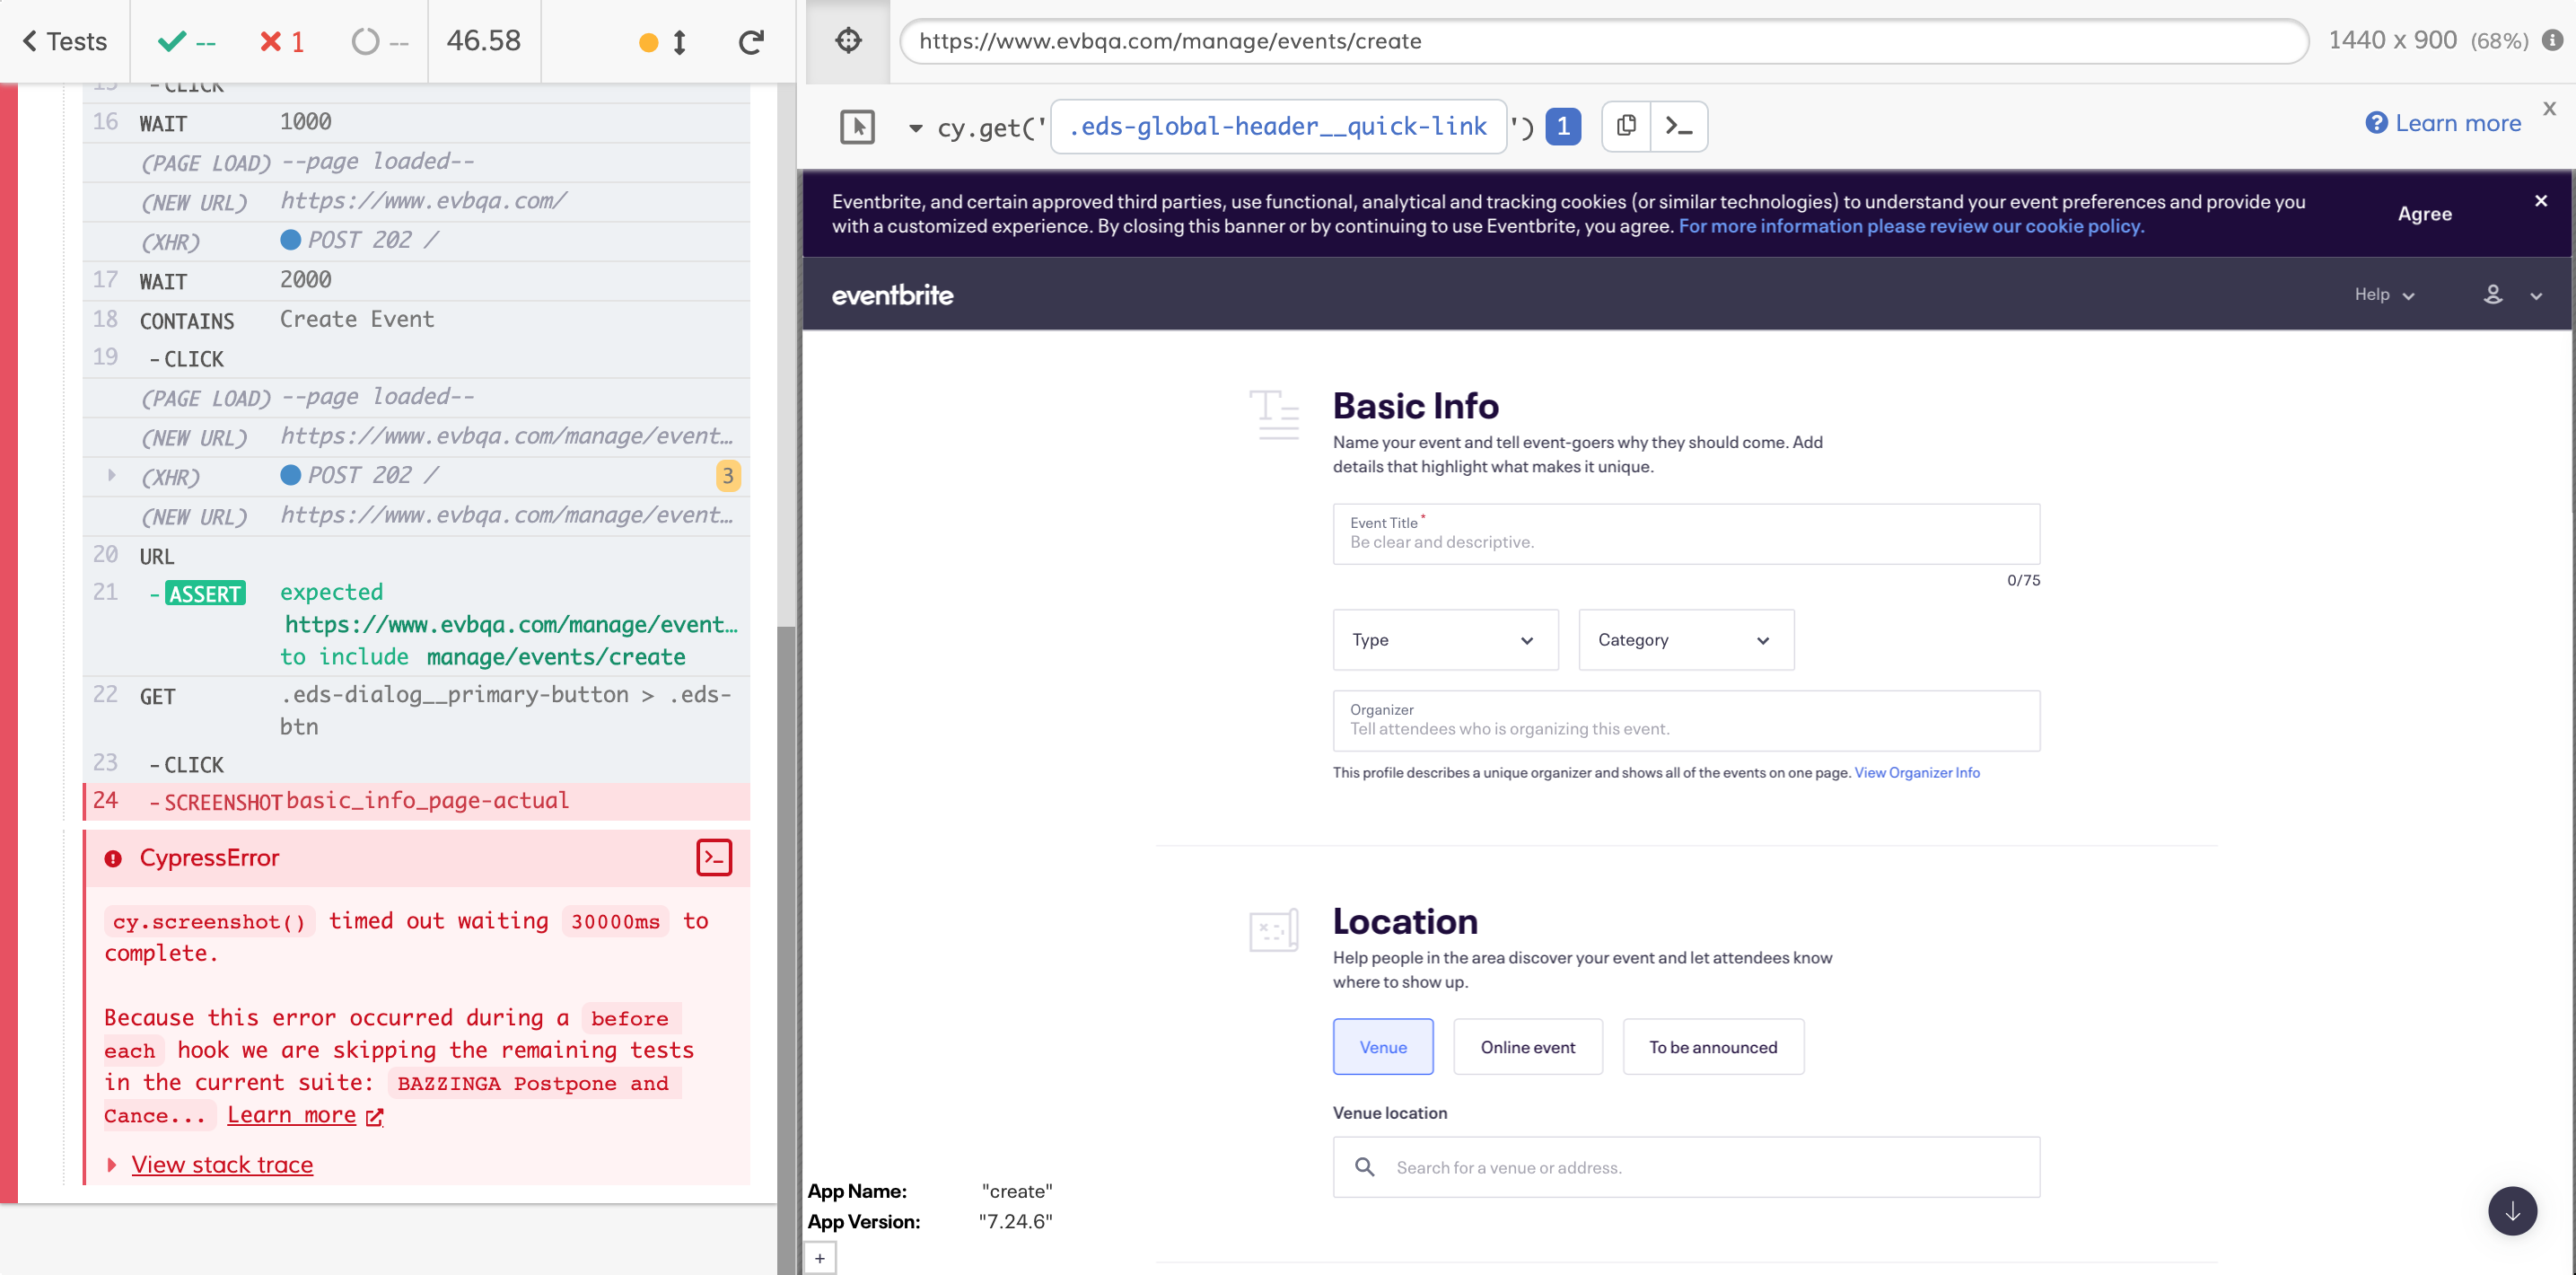 Tests
--
1
--
46.58
https://www.evbqa.com/manage/events/create
1440 x 900 (68%)
cy.get('
.eds-global-header__quick-link
')
1
Learn more
X
15 -CLICK
16 WAIT 1000
(PAGE LOAD) --page loaded--
(NEW URL) https://www.evbqa.com/
(XHR) POST 202 /
17 WAIT 2000
18 CONTAINS Create Event
19 -CLICK
(PAGE LOAD) --page loaded--
(NEW URL) https://www.evbqa.com/manage/event…
(XHR) POST 202 / 3
(NEW URL) https://www.evbqa.com/manage/event…
20 URL
21 -ASSERT expected
https://www.evbqa.com/manage/event…
to include manage/events/create
22 GET .eds-dialog__primary-button > .eds-
btn
23 -CLICK
24 -SCREENSHOT basic_info_page-actual
CypressError
cy.screenshot() timed out waiting 30000ms to
complete.
Because this error occurred during a before
each hook we are skipping the remaining tests
in the current suite: BAZZINGA Postpone and
Cance... Learn more
View stack trace
Eventbrite, and certain approved third parties, use functional, analytical and tracking cookies (or similar technologies) to understand your event preferences and provide you
with a customized experience. By closing this banner or by continuing to use Eventbrite, you agree. For more information please review our cookie policy.
Agree
eventbrite
Help
Basic Info
Name your event and tell event-goers why they should come. Add
details that highlight what makes it unique.
Event Title *
Be clear and descriptive.
0/75
Type
Category
Organizer
Tell attendees who is organizing this event.
This profile describes a unique organizer and shows all of the events on one page. View Organizer Info
Location
Help people in the area discover your event and let attendees know
where to show up.
Venue
Online event
To be announced
Venue location
Search for a venue or address.
App Name: "create"
App Version: "7.24.6"
+